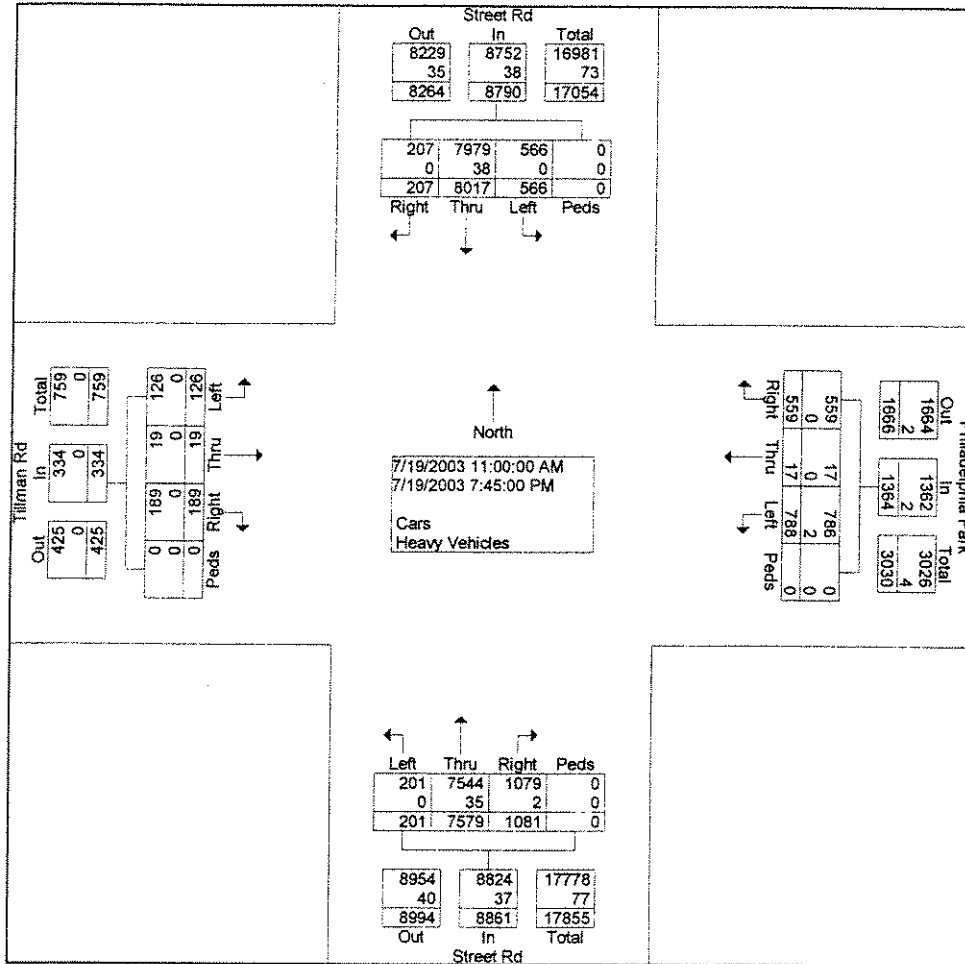 Street Rd
Out In Total
8229 8752 16981
35 38 73
8264 8790 17054
207 7979 566 0
0 38 0 0
207 8017 566 0
Right Thru Left Peds
Tillman Rd
Total In Out
759 334 425
0 0 0
759 334 425
126 19 189 0
0 0 0 0
126 19 189 0
Left Thru Right Peds
North
7/19/2003 11:00:00 AM
7/19/2003 7:45:00 PM
Cars
Heavy Vehicles
Right Thru Left Peds
559 17 786 0
0 0 2 0
559 17 788 0
Out In Total
1664 1362 3026
2 2 4
1666 1364 3030
Philadelphia Park
Left Thru Right Peds
201 7544 1079 0
0 35 2 0
201 7579 1081 0
8954 8824 17778
40 37 77
8994 8861 17855
Out In Total
Street Rd